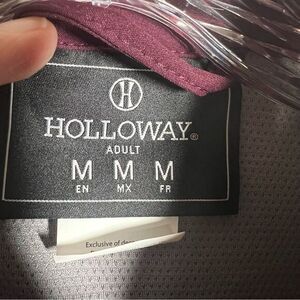 H
HOLLOWAY®
ADULT
M M M
EN MX FR
Exclusive of